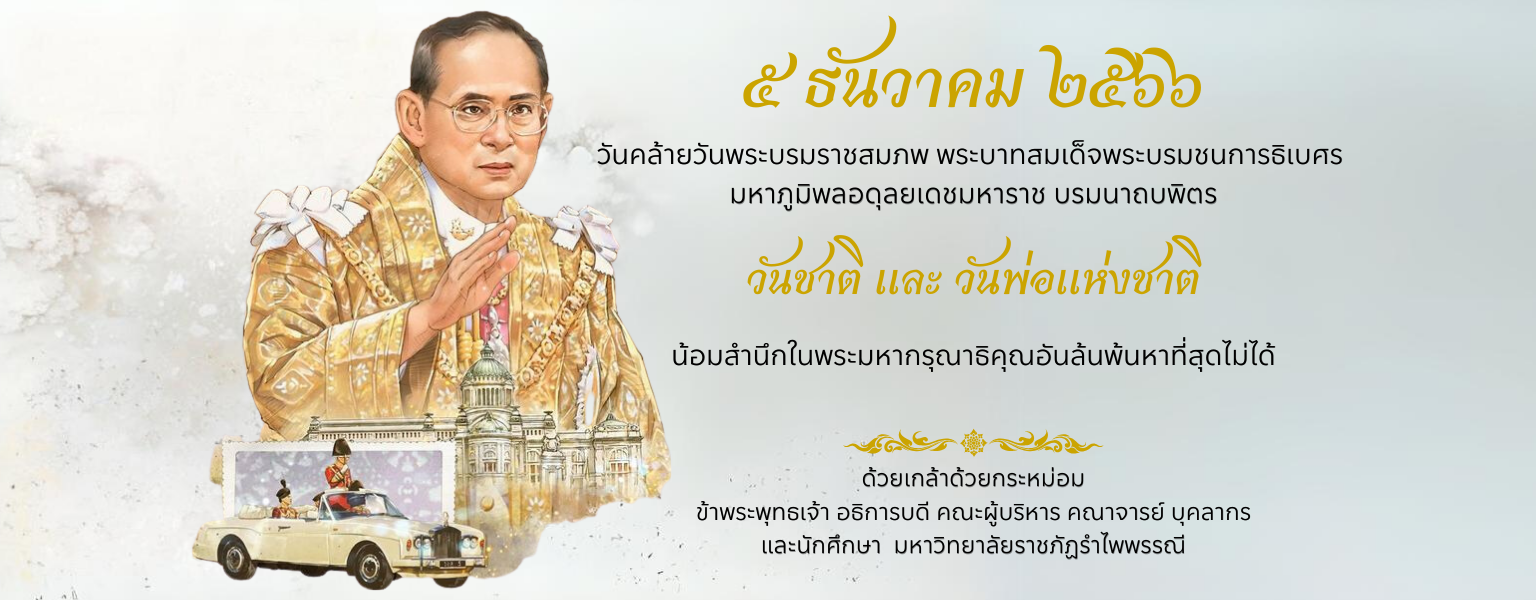 ๕ ธันวาคม ๒๕๖๖
วันคล้ายวันพระบรมราชสมภพ พระบาทสมเด็จพระบรมชนการธิเบศร
มหาภูมิพลอดุลยเดชมหาราช บรมนาถบพิตร
วันชาติ และ วันพ่อแห่งชาติ
น้อมสำนึกในพระมหากรุณาธิคุณอันล้นพ้นหาที่สุดไม่ได้
ด้วยเกล้าด้วยกระหม่อม
ข้าพระพุทธเจ้า อธิการบดี คณะผู้บริหาร คณาจารย์ บุคลากร
และนักศึกษา มหาวิทยาลัยราชภัฏรำไพพรรณี